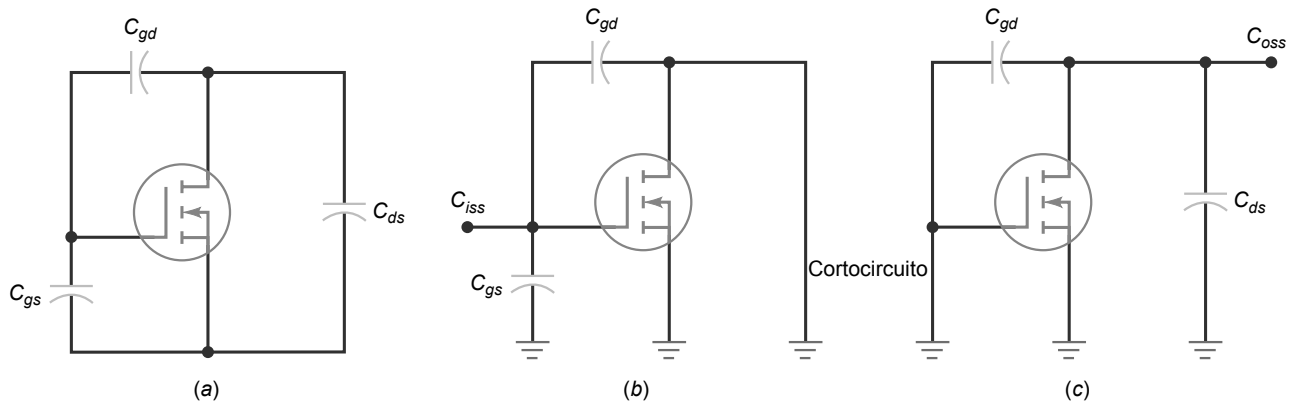 C_gd
C_gs
C_ds
(a)
C_gd
C_iss
C_gs
Cortocircuito
(b)
C_gd
C_oss
C_ds
(c)